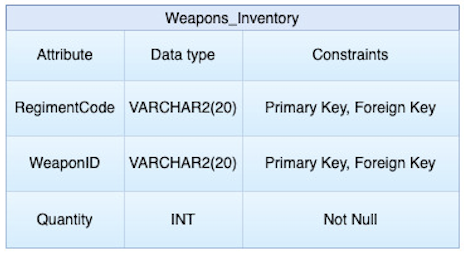 Weapons_Inventory
Attribute Data type Constraints
RegimentCode VARCHAR2(20) Primary Key, Foreign Key
WeaponID VARCHAR2(20) Primary Key, Foreign Key
Quantity INT Not Null